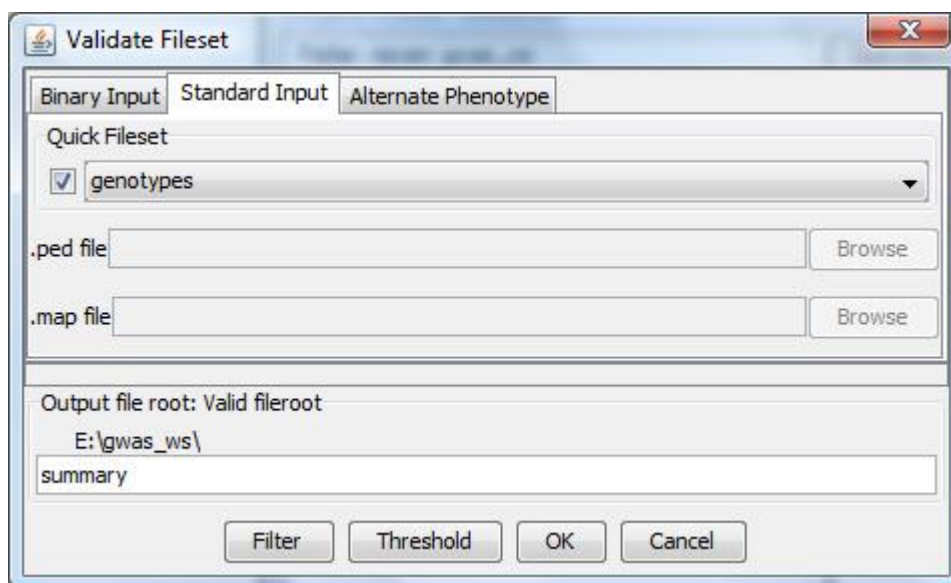 Validate Fileset
Binary Input Standard Input Alternate Phenotype
Quick Fileset
genotypes
.ped file Browse
.map file Browse
Output file root: Valid fileroot
E:\gwas_ws\
summary
Filter Threshold OK Cancel